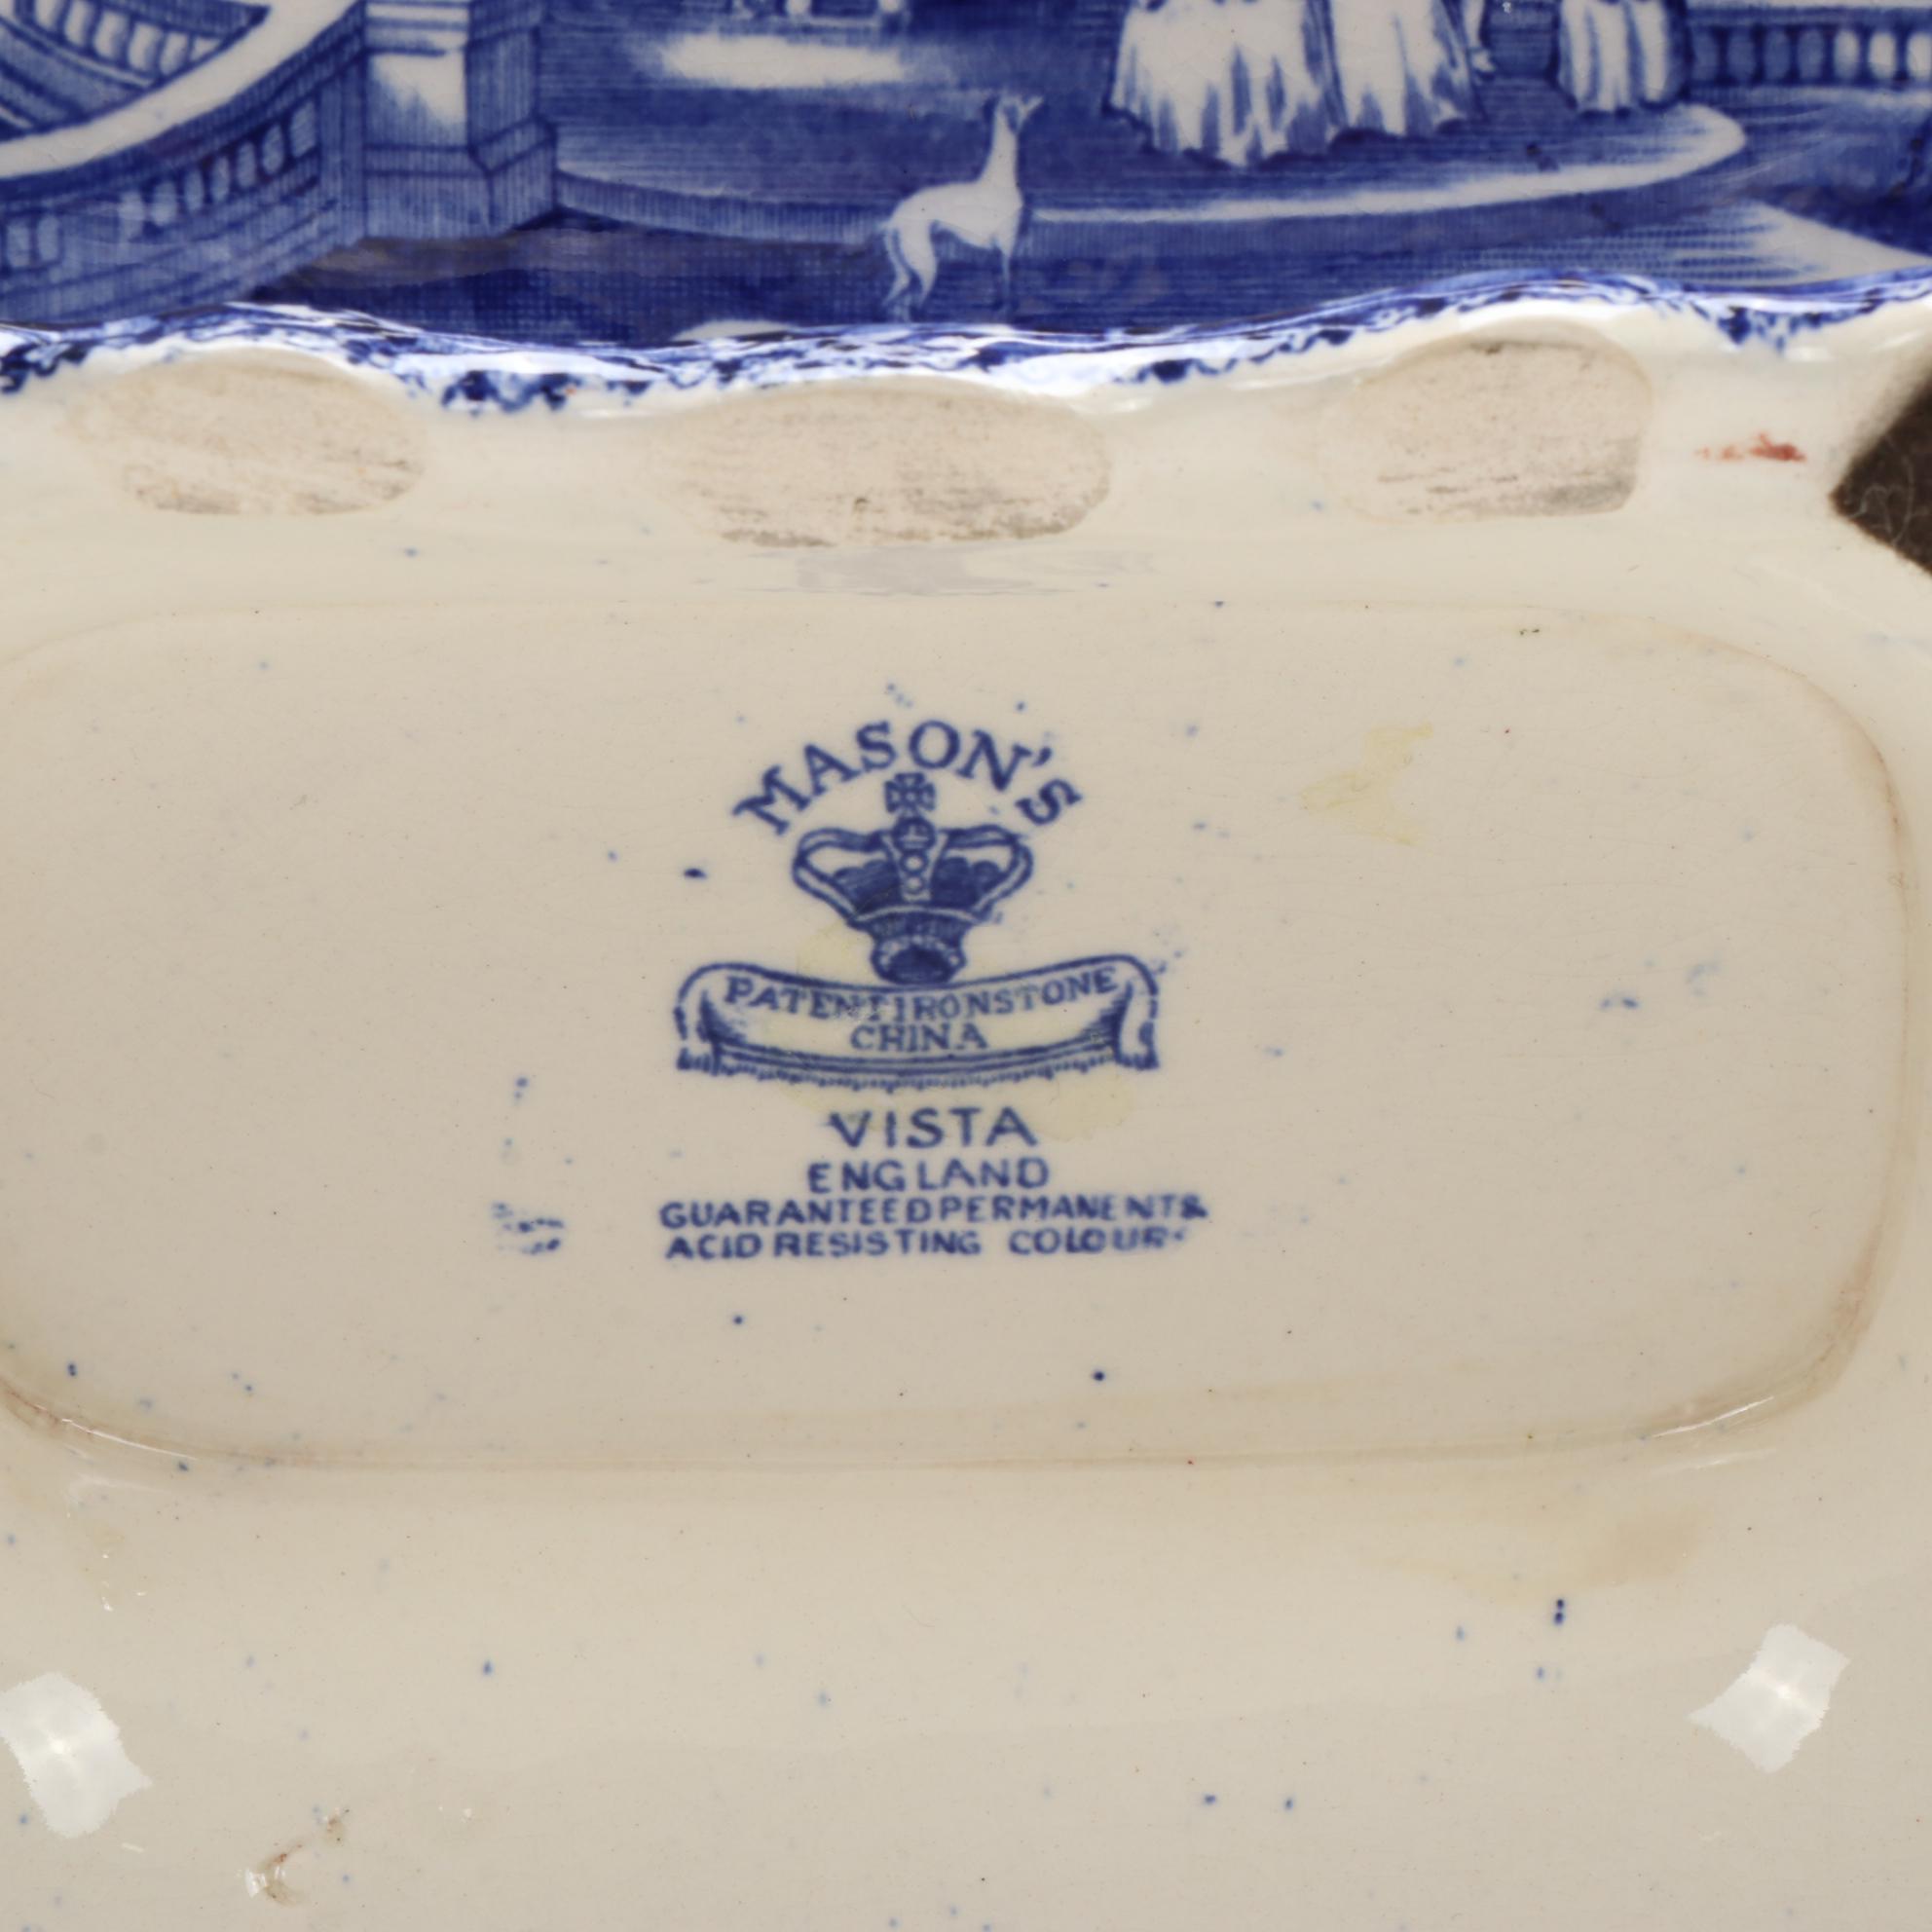 MASON'S
PATENT IRONSTONE
CHINA
VISTA
ENGLAND
GUARANTEED PERMANENT &
ACID RESISTING COLOURS